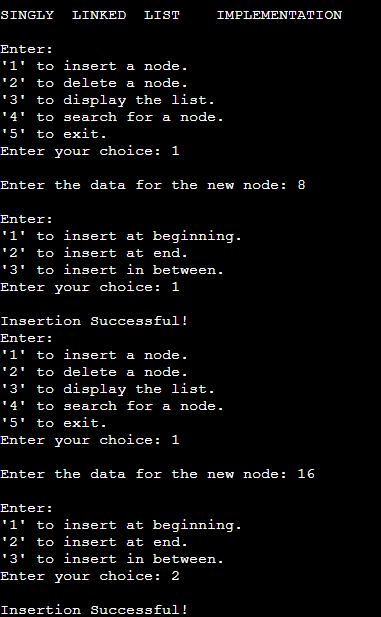 SINGLY  LINKED  LIST    IMPLEMENTATION
Enter:
'1' to insert a node.
'2' to delete a node.
'3' to display the list.
'4' to search for a node.
'5' to exit.
Enter your choice: 1
Enter the data for the new node: 8
Enter:
'1' to insert at beginning.
'2' to insert at end.
'3' to insert in between.
Enter your choice: 1
Insertion Successful!
Enter:
'1' to insert a node.
'2' to delete a node.
'3' to display the list.
'4' to search for a node.
'5' to exit.
Enter your choice: 1
Enter the data for the new node: 16
Enter:
'1' to insert at beginning.
'2' to insert at end.
'3' to insert in between.
Enter your choice: 2
Insertion Successful!